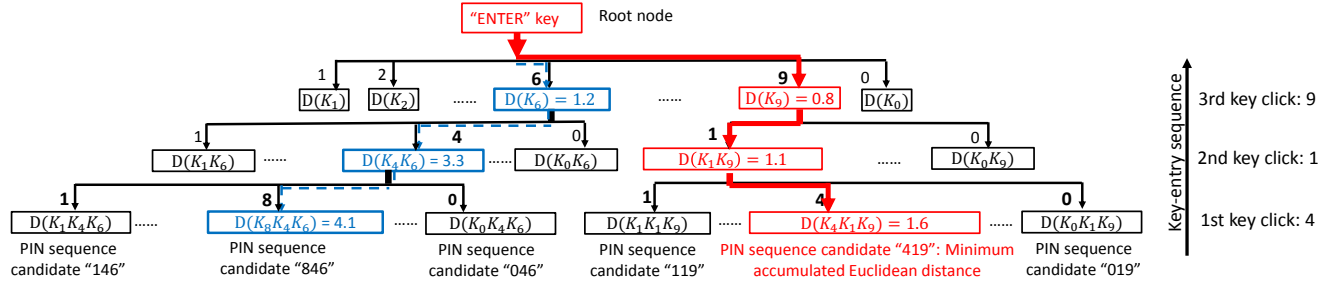 "ENTER" key
Root node
1 2 6 9 0
D(K₁) D(K₂) ...... D(K₆) = 1.2 ...... D(K₉) = 0.8 D(K₀)
3rd key click: 9
1 4 0 1 0
D(K₁K₆) ...... D(K₄K₆) = 3.3 ...... D(K₀K₆) D(K₁K₉) = 1.1 ...... D(K₀K₉)
2nd key click: 1
1 8 0 1 4 0
D(K₁K₄K₆) ...... D(K₈K₄K₆) = 4.1 ...... D(K₀K₄K₆) D(K₁K₁K₉) ...... D(K₄K₁K₉) = 1.6 ...... D(K₀K₁K₉)
1st key click: 4
Key-entry sequence
PIN sequence
candidate "146"
PIN sequence
candidate "846"
PIN sequence
candidate "046"
PIN sequence
candidate "119"
PIN sequence candidate "419": Minimum
accumulated Euclidean distance
PIN sequence
candidate "019"